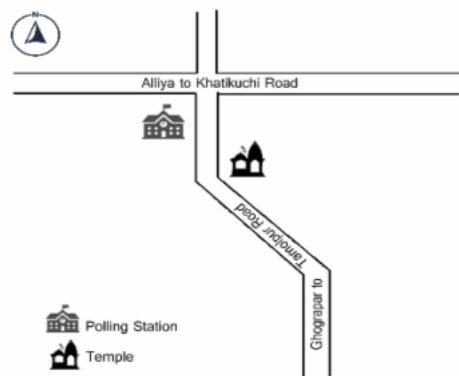 N
Alliya to Khatikuchi Road
Tamolpur Road
Ghograpar to
Polling Station
Temple